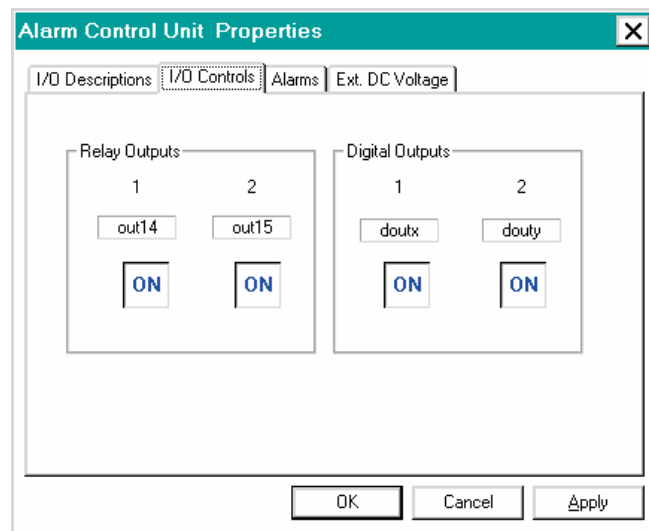 Alarm Control Unit Properties
I/O Descriptions I/O Controls Alarms Ext. DC Voltage
Relay Outputs Digital Outputs
1 2 1 2
out14 out15 doutx douty
ON ON ON ON
OK Cancel Apply